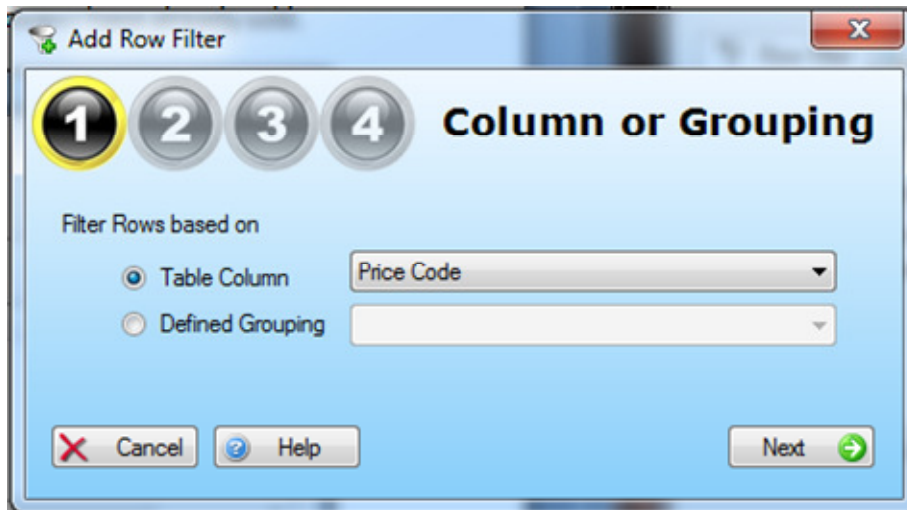 Add Row Filter
1 2 3 4 Column or Grouping
Filter Rows based on
Table Column Price Code
Defined Grouping
Cancel Help Next